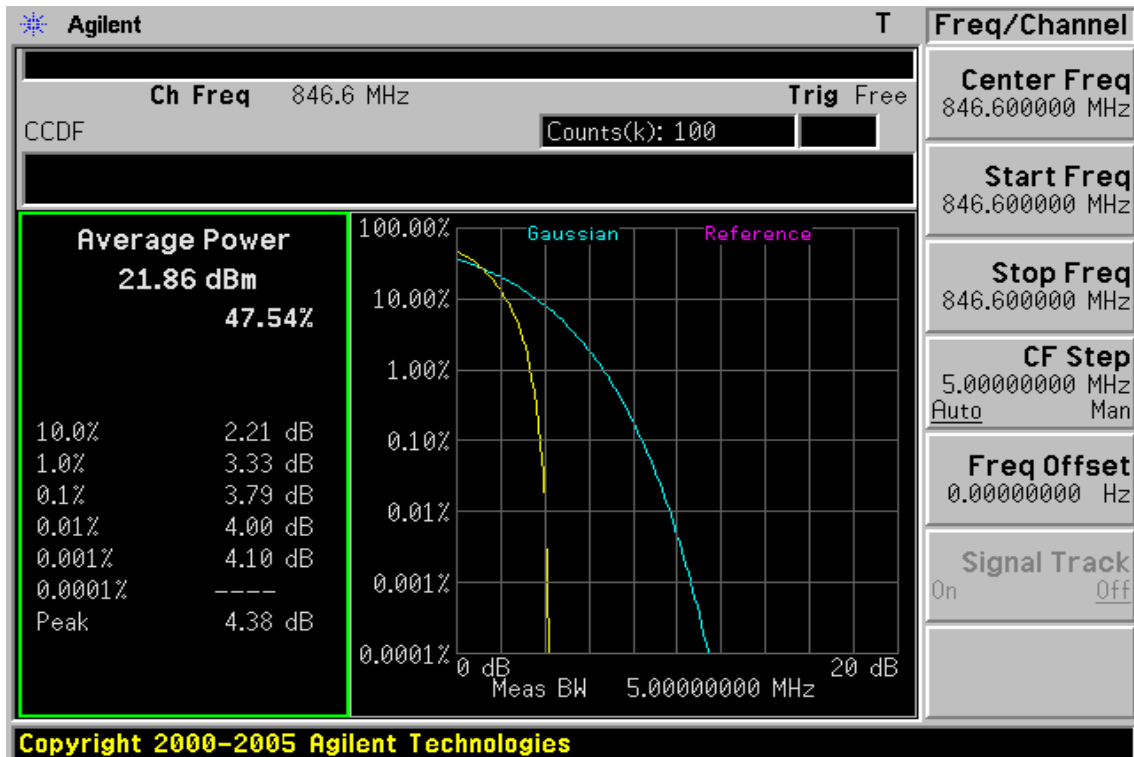 Agilent T
Freq/Channel
Ch Freq 846.6 MHz Trig Free
CCDF Counts(k): 100
Average Power
21.86 dBm
47.54%
10.0% 2.21 dB
1.0% 3.33 dB
0.1% 3.79 dB
0.01% 4.00 dB
0.001% 4.10 dB
0.0001% ----
Peak 4.38 dB
Gaussian Reference
100.00%
10.00%
1.00%
0.10%
0.01%
0.001%
0.0001%
0 dB 20 dB
Meas BW 5.00000000 MHz
Center Freq
846.600000 MHz
Start Freq
846.600000 MHz
Stop Freq
846.600000 MHz
CF Step
5.00000000 MHz
Auto Man
Freq Offset
0.00000000 Hz
Signal Track
On Off
Copyright 2000-2005 Agilent Technologies